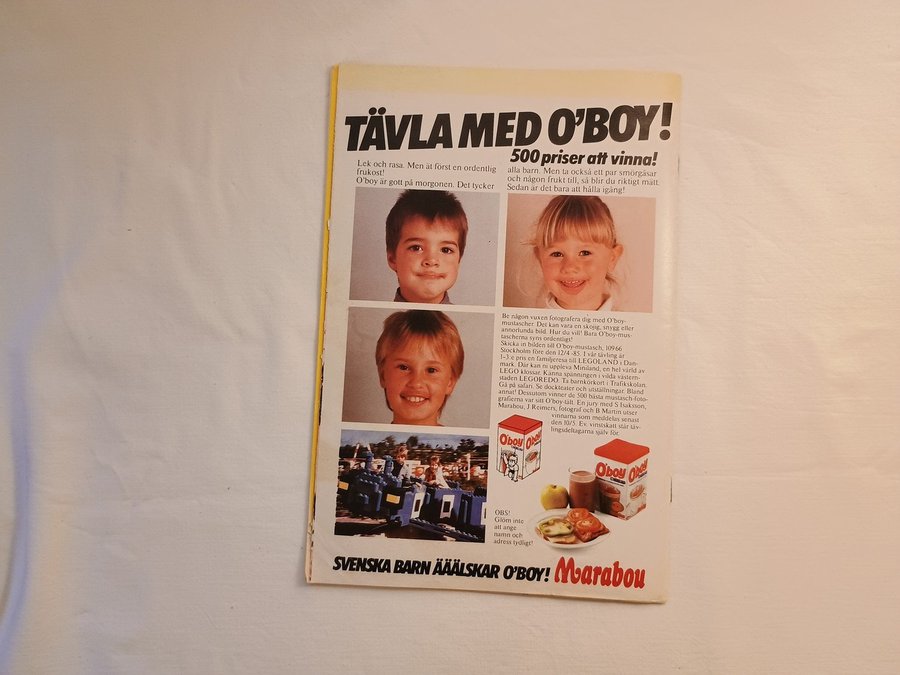 TÄVLA MED O'BOY!
500 priser att vinna!
Lek och rasa. Men ät först en ordentlig
frukost!
O'boy är gott på morgonen. Det tycker
alla barn. Men ta också ett par smörgåsar
och någon frukt till, så blir du riktigt mätt.
Sedan är det bara att hålla igång!
Be någon vuxen fotografera dig med O'boy-
mustascher. Det kan vara en skojig, snygg eller
annorlunda bild. Hur du vill! Bara O'boy-mus-
tascherna syns ordentligt!
Skicka in bilden till O'boy-mustasch, 109 66
Stockholm före den 12/4 -85. I vår tävling är
1-3:e pris en familjeresa till LEGOLAND i Dan-
mark. Där kan ni uppleva Miniland, en hel värld av
LEGO klossar. Känna spänningen i vilda västern-
staden LEGOREDO. Ta barnkörkort i Trafikskolan.
Gå på safari. Se dockteater och utställningar. Bland
annat! Dessutom vinner de 500 bästa mustasch-foto-
grafierna var sitt O'boy-tält. En jury med S Isaksson,
Marabou, J Reimers, fotograf och B Martin utser
vinnarna som meddelas senast
den 10/5. Ev. vinstskatt står täv-
lingsdeltagarna själv för.
O'boy
O'boy
O'boy
O'boy
OBS!
Glöm inte
att ange
namn och
adress tydligt!
SVENSKA BARN ÄÄÄLSKAR O'BOY! Marabou